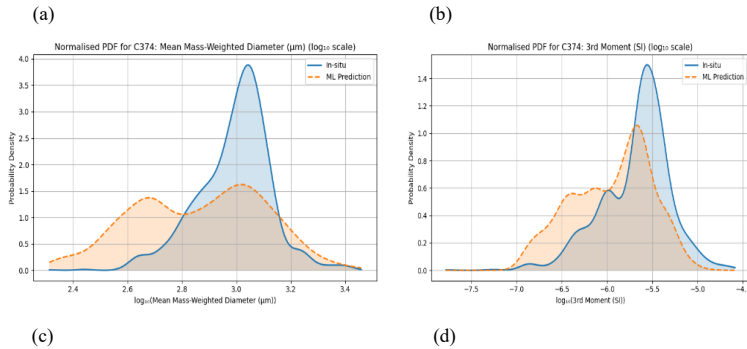 (a)
(b)
Normalised PDF for C374: Mean Mass-Weighted Diameter (μm) (log₁₀ scale)
Normalised PDF for C374: 3rd Moment (SI) (log₁₀ scale)
In-situ
ML Prediction
In-situ
ML Prediction
Probability Density
4.0
3.5
3.0
2.5
2.0
1.5
1.0
0.5
0.0
2.4
2.6
2.8
3.0
3.2
3.4
log₁₀(Mean Mass-Weighted Diameter (μm))
Probability Density
1.4
1.2
1.0
0.8
0.6
0.4
0.2
0.0
−7.5
−7.0
−6.5
−6.0
−5.5
−5.0
−4.
log₁₀(3rd Moment (SI))
(c)
(d)